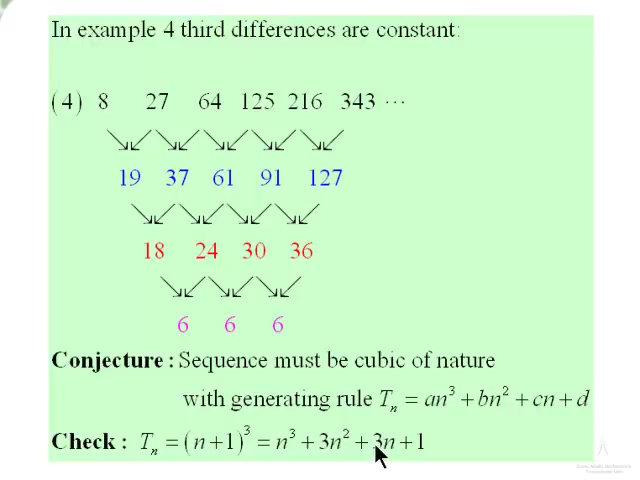 In example 4 third differences are constant:
(4) 8 27 64 125 216 343 ⋯
19 37 61 91 127
18 24 30 36
6 6 6
Conjecture : Sequence must be cubic of nature
with generating rule Tₙ = an³ + bn² + cn + d
Check : Tₙ = (n + 1)³ = n³ + 3n² + 3n + 1